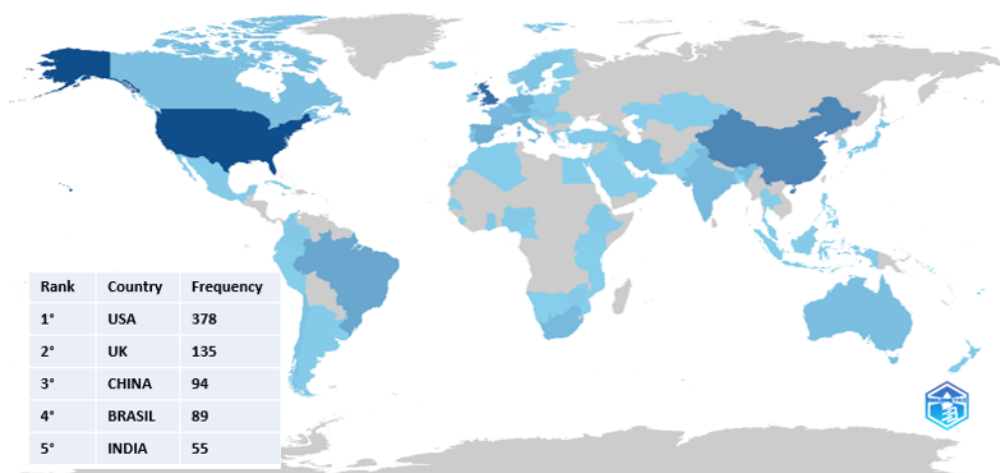 Rank Country Frequency
1° USA 378
2° UK 135
3° CHINA 94
4° BRASIL 89
5° INDIA 55